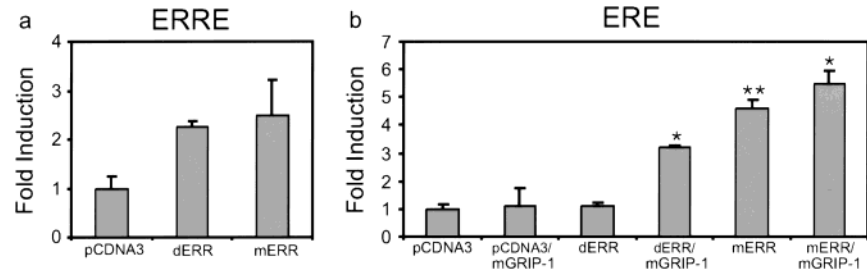 a
ERRE
Fold Induction
4
3
2
1
0
pCDNA3
dERR
mERR
b
ERE
Fold Induction
7
6
5
4
3
2
1
0
*
**
*
pCDNA3
pCDNA3/
mGRIP-1
dERR
dERR/
mGRIP-1
mERR
mERR/
mGRIP-1